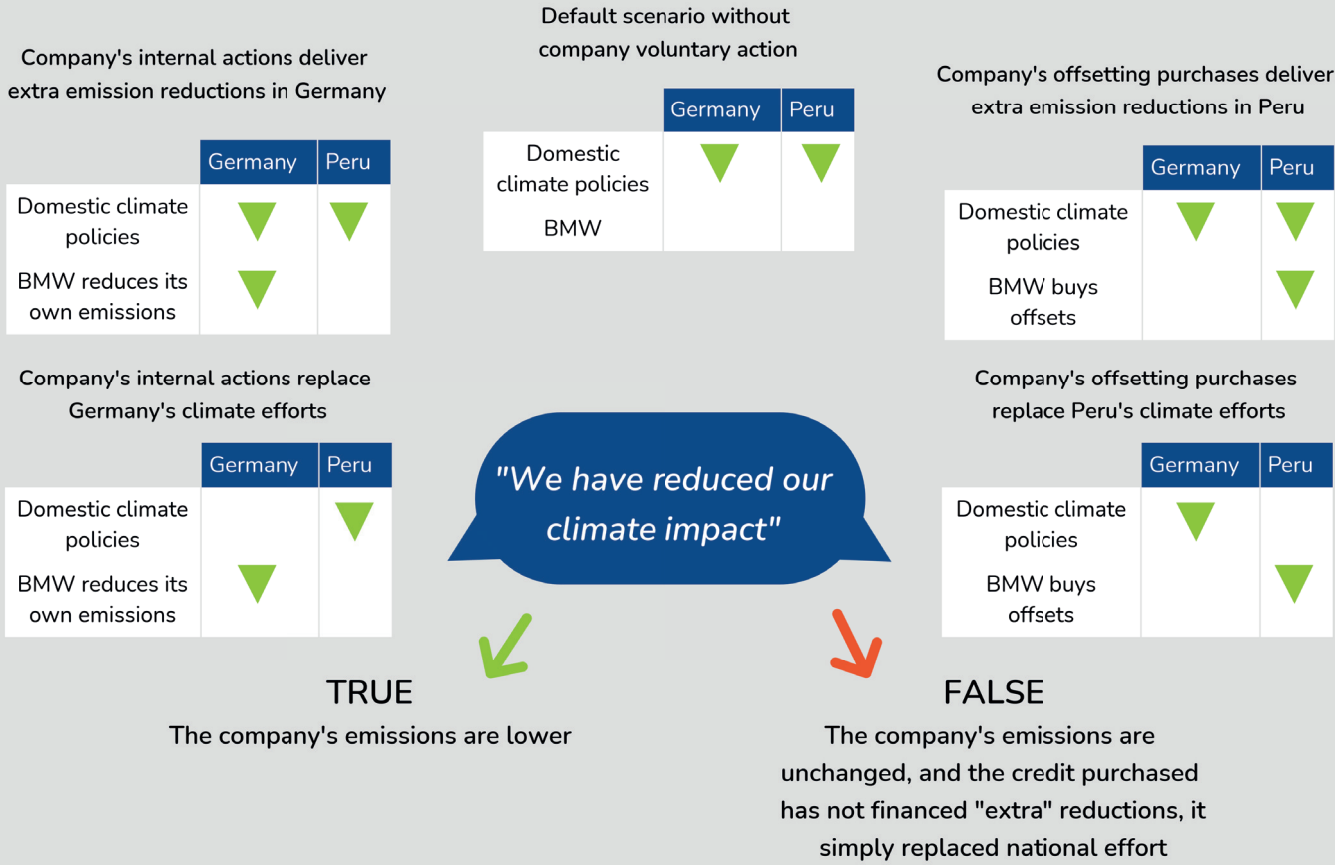 Default scenario without
company voluntary action
Germany Peru
Domestic
climate policies
BMW
Company's internal actions deliver
extra emission reductions in Germany
Germany Peru
Domestic climate
policies
BMW reduces its
own emissions
Company's offsetting purchases deliver
extra emission reductions in Peru
Germany Peru
Domestic climate
policies
BMW buys
offsets
Company's internal actions replace
Germany's climate efforts
Germany Peru
Domestic climate
policies
BMW reduces its
own emissions
"We have reduced our
climate impact"
Company's offsetting purchases
replace Peru's climate efforts
Germany Peru
Domestic climate
policies
BMW buys
offsets
TRUE
The company's emissions are lower
FALSE
The company's emissions are
unchanged, and the credit purchased
has not financed "extra" reductions, it
simply replaced national effort